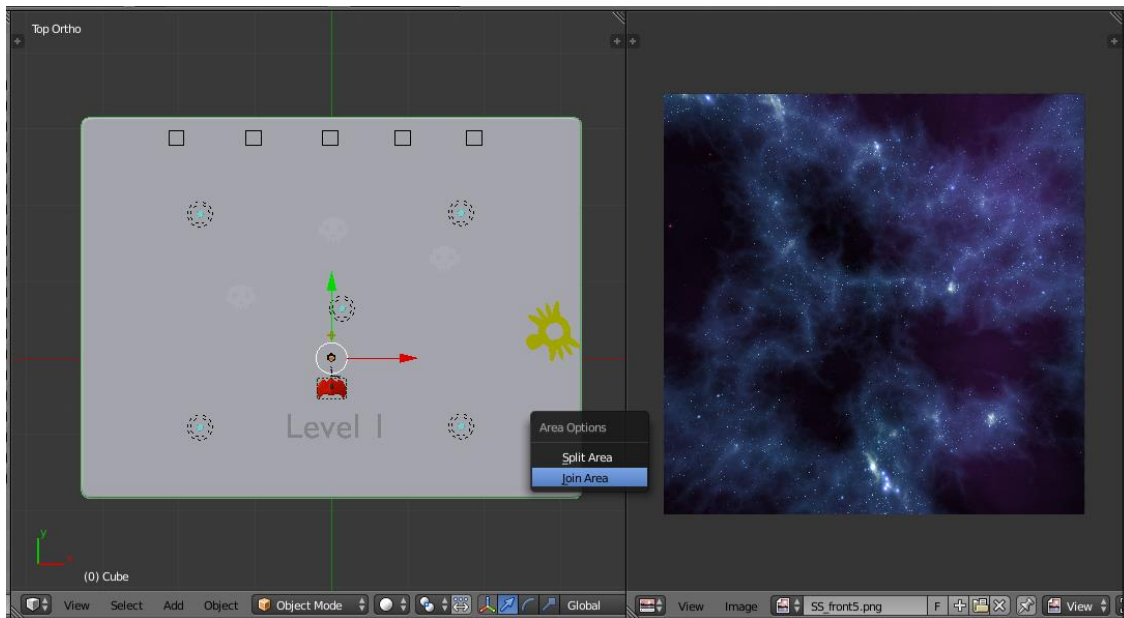 Top Ortho
Level 1
Area Options
Split Area
Join Area
y
x
(0) Cube
View Select Add Object Object Mode Global
View Image SS_front5.png F View